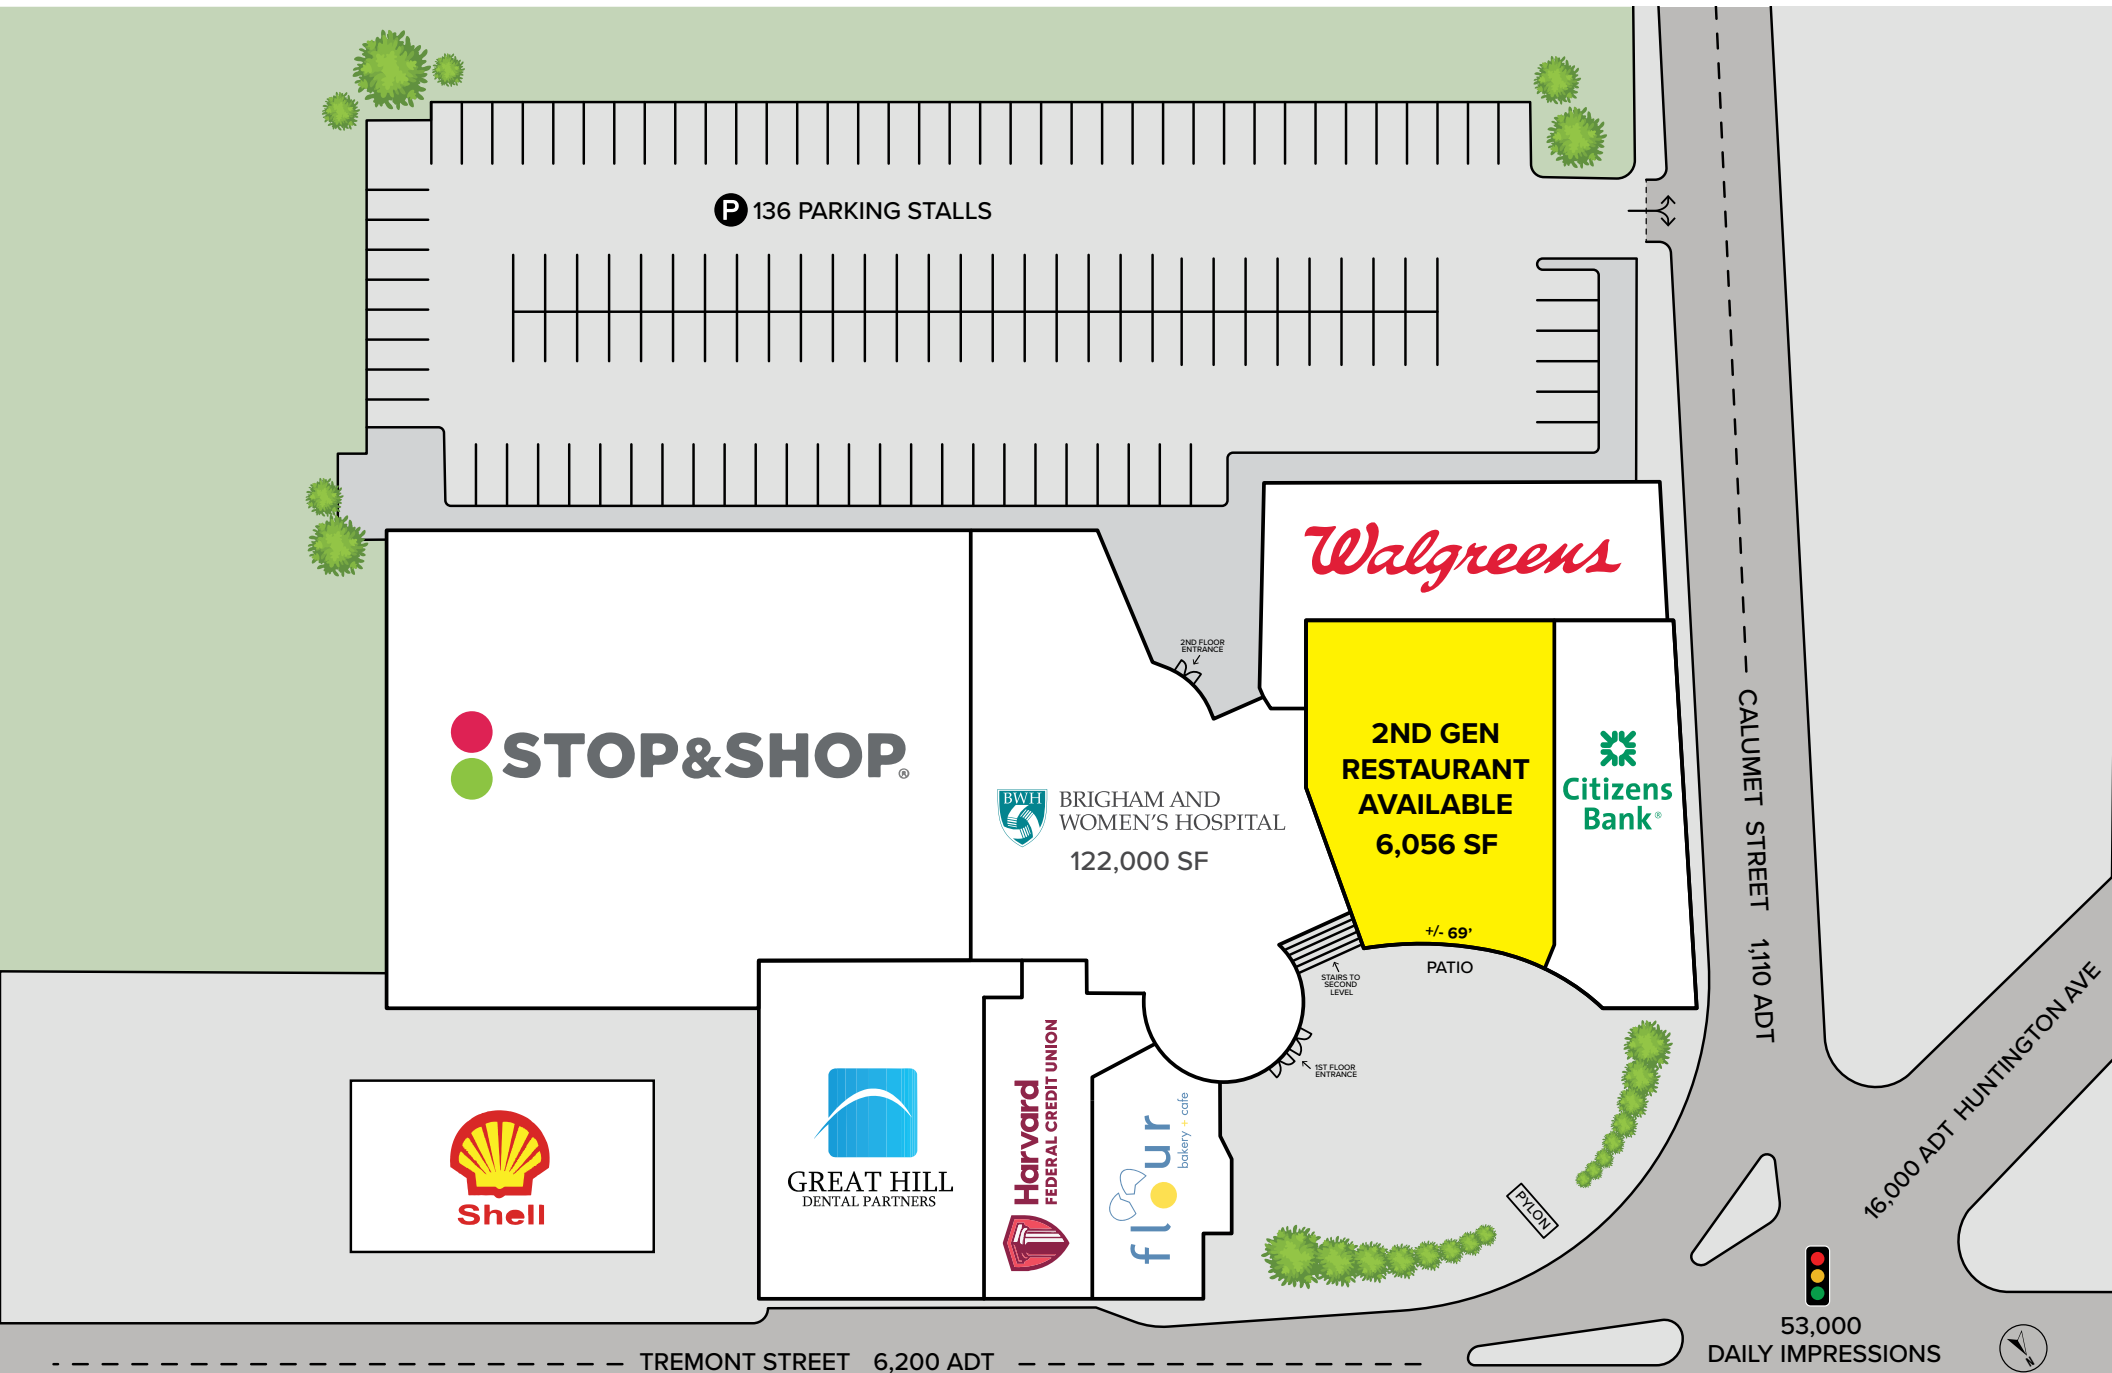 P 136 PARKING STALLS
Walgreens
2ND FLOOR
ENTRANCE
STOP&SHOP®
BWH
BRIGHAM AND
WOMEN'S HOSPITAL
122,000 SF
2ND GEN
RESTAURANT
AVAILABLE
6,056 SF
+/- 69'
PATIO
Citizens
Bank®
STAIRS TO
SECOND
LEVEL
1ST FLOOR
ENTRANCE
CALUMET STREET 1,110 ADT
16,000 ADT HUNTINGTON AVE
Shell
GREAT HILL
DENTAL PARTNERS
Harvard
FEDERAL CREDIT UNION
flour
bakery + cafe
PYLON
53,000
DAILY IMPRESSIONS
TREMONT STREET 6,200 ADT
N